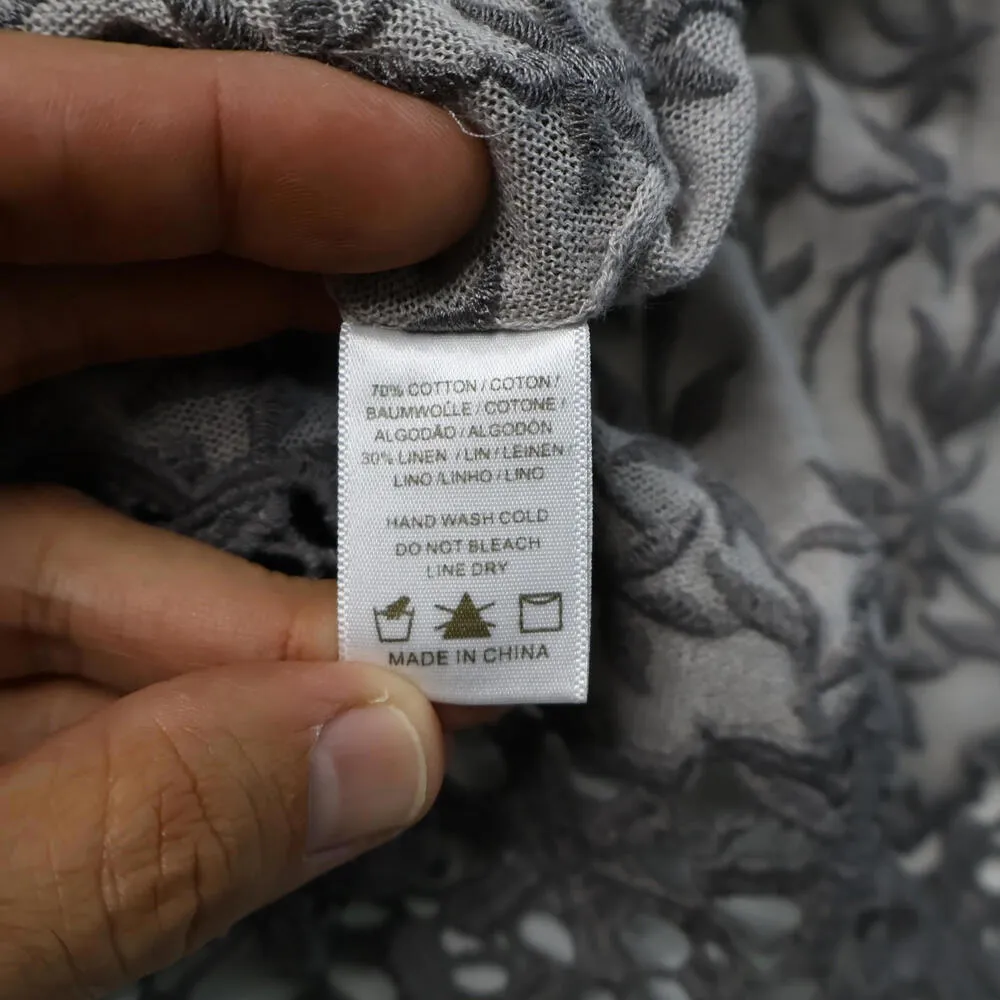 70% COTTON / COTON /
BAUMWOLLE / COTONE /
ALGODÃO / ALGODÓN
30% LINEN / LIN / LEINEN
LINO / LINHO / LINO
HAND WASH COLD
DO NOT BLEACH
LINE DRY
MADE IN CHINA